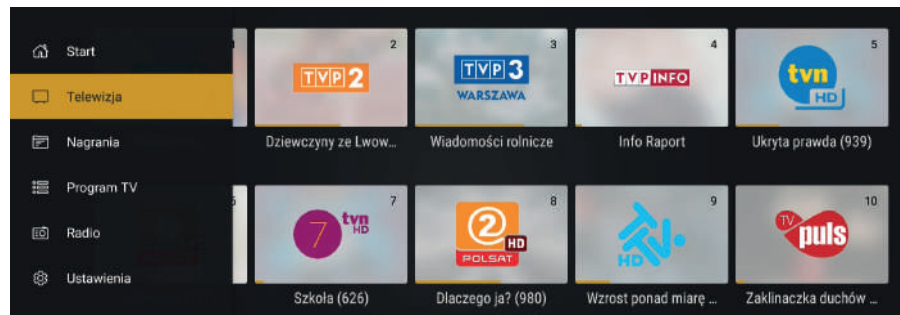 Start
Telewizja
Nagrania
Program TV
Radio
Ustawienia
1
2
TVP 2
Dziewczyny ze Lwow...
3
TVP 3
WARSZAWA
Wiadomości rolnicze
4
TVP INFO
Info Raport
5
tvn
HD
Ukryta prawda (939)
7
7 tvn
HD
Szkoła (626)
8
2 HD
POLSAT
Dlaczego ja? (980)
9
TV.
HD
Wzrost ponad miarę ...
10
TV
puls
Zaklinaczka duchów ...